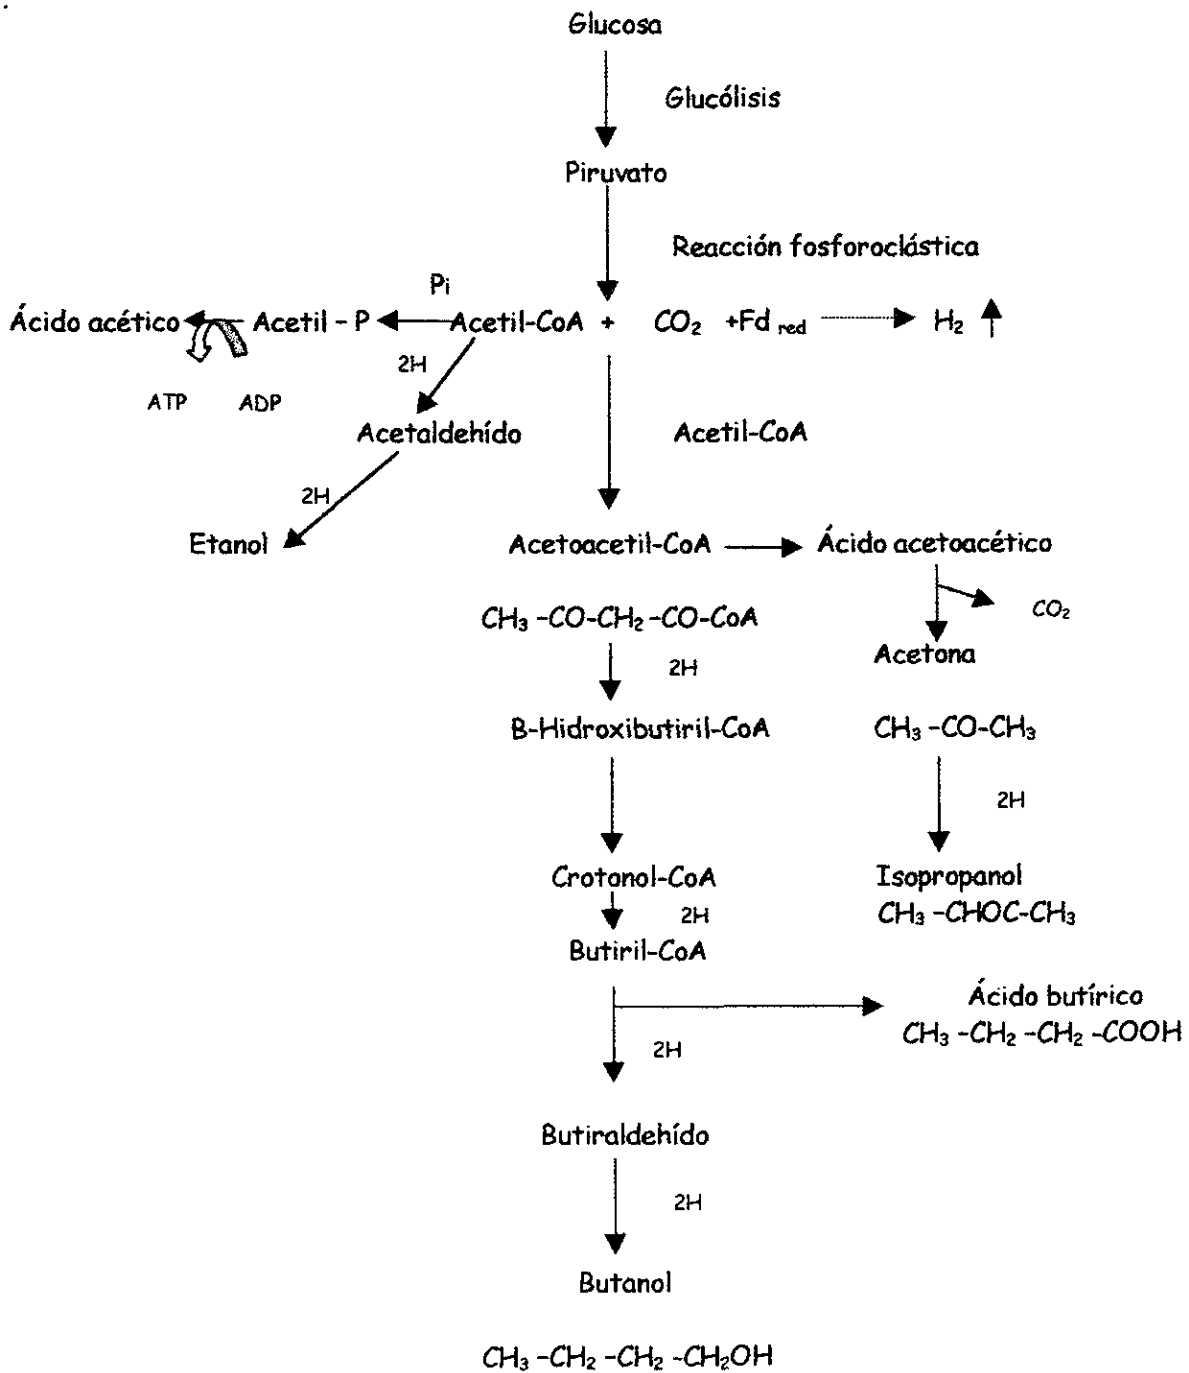 Glucosa
Glucólisis
Piruvato
Reacción fosforoclástica
Pi
Ácido acético Acetil – P Acetil-CoA + CO₂ +Fd red H₂
2H
ATP ADP
Acetaldehído Acetil-CoA
2H
Etanol Acetoacetil-CoA Ácido acetoacético
CH₃ -CO-CH₂ -CO-CoA CO₂
2H Acetona
B-Hidroxibutiril-CoA CH₃ -CO-CH₃
2H
Crotonol-CoA Isopropanol
2H CH₃ -CHOC-CH₃
Butiril-CoA
Ácido butírico
CH₃ -CH₂ -CH₂ -COOH
2H
Butiraldehído
2H
Butanol
CH₃ -CH₂ -CH₂ -CH₂OH